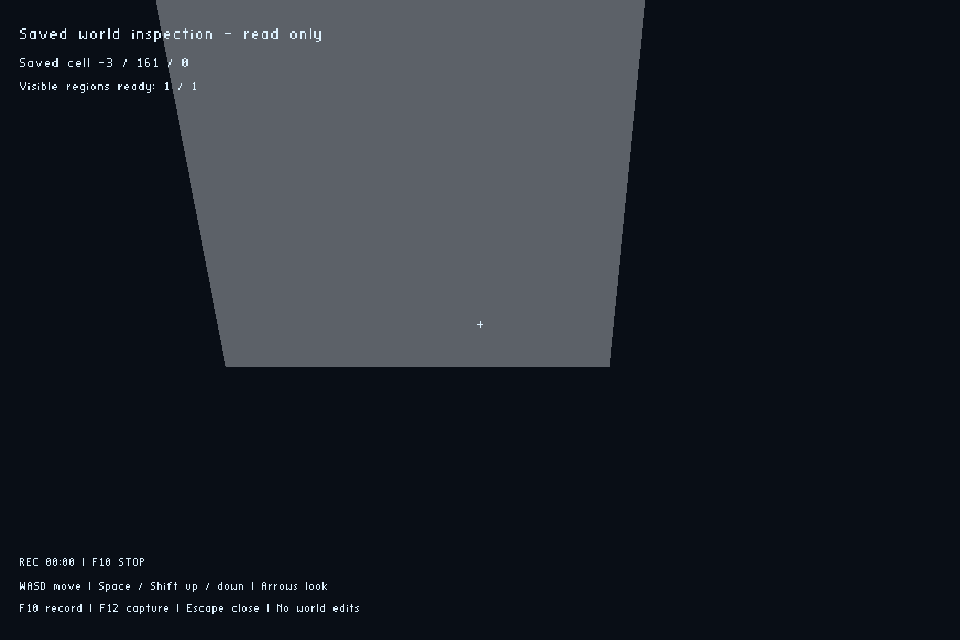 Saved world inspection - read only
Saved cell -3 / 161 / 0
Visible regions ready: 1 / 1
+
REC 00:00 | F10 STOP
WASD move | Space / Shift up / down | Arrows look
F10 record | F12 capture | Escape close | No world edits